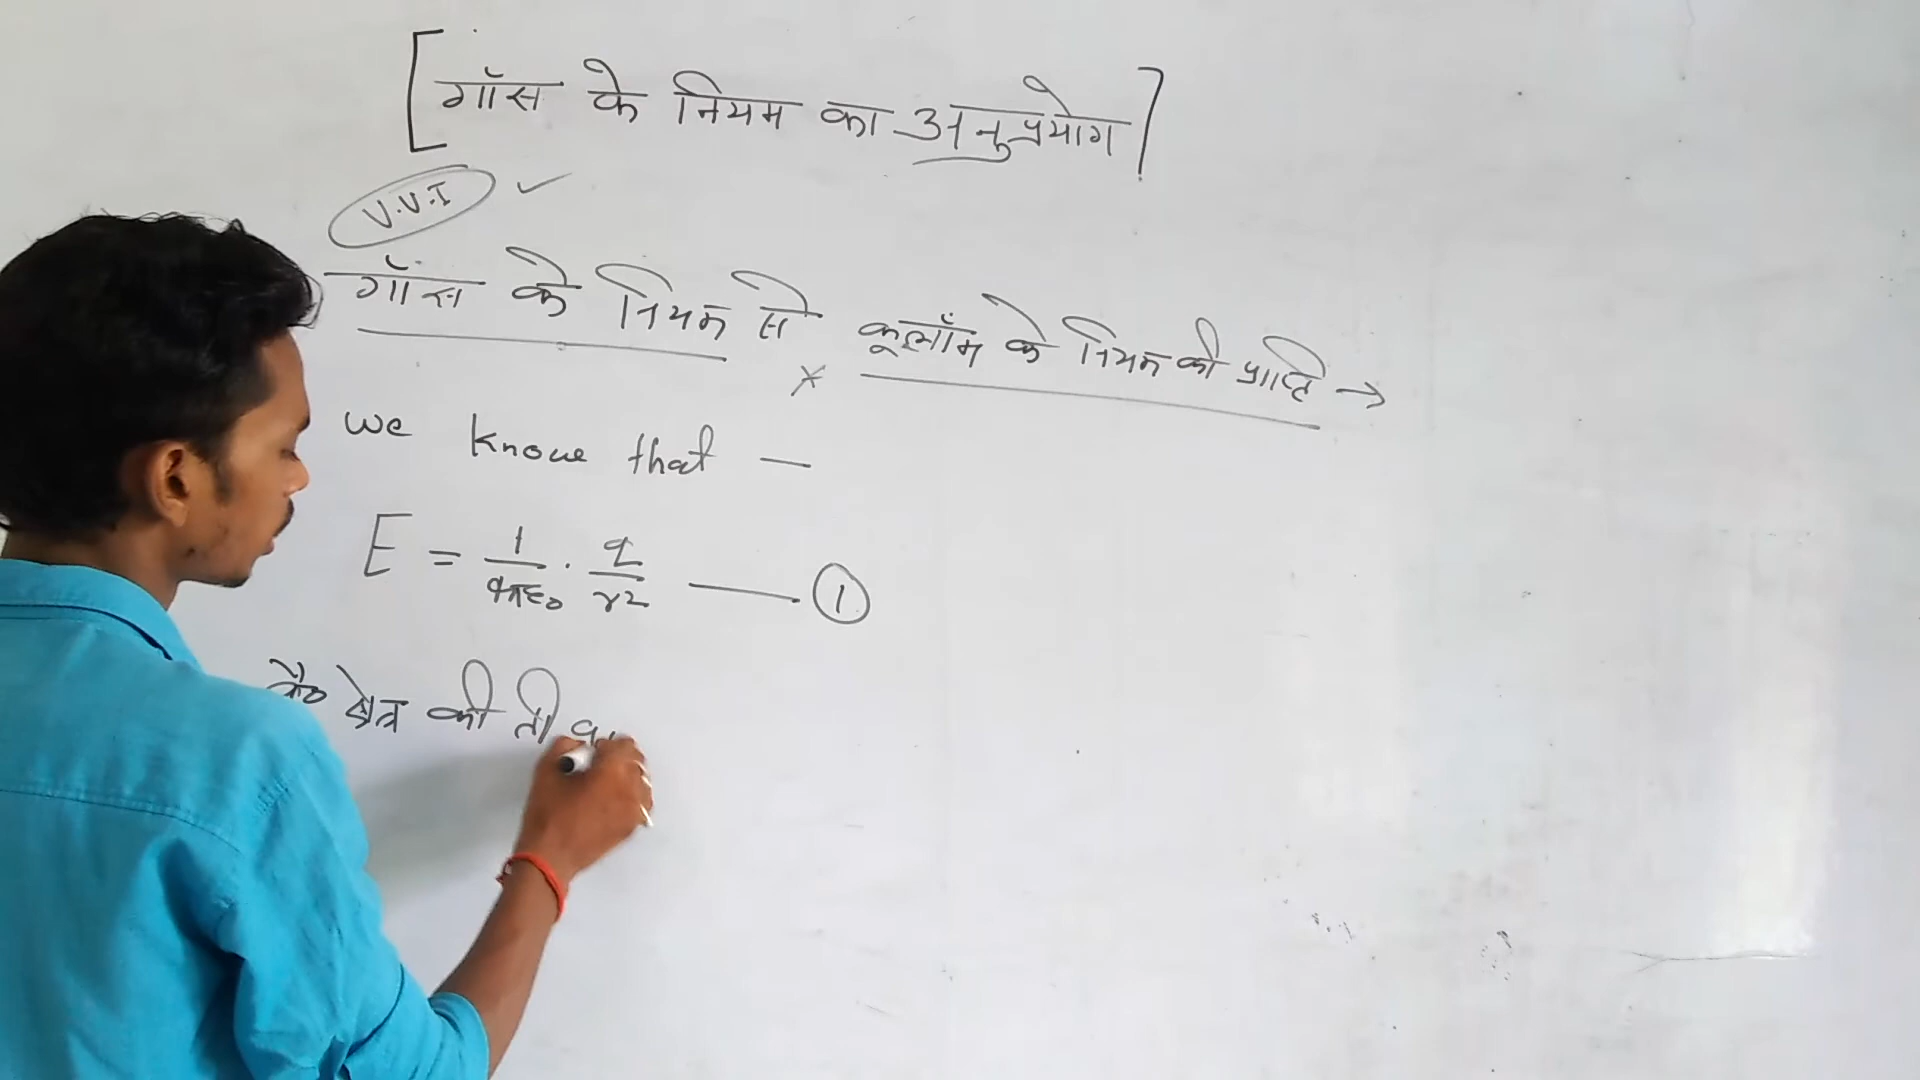 [गॉस के नियम का अनुप्रयोग]
V.V.I ✓
गॉस के नियम से कूलॉम के नियम की प्राप्ति →
we know that —
E = 1/4πε₀ · q/r² —— ①
वै० क्षेत्र की ती